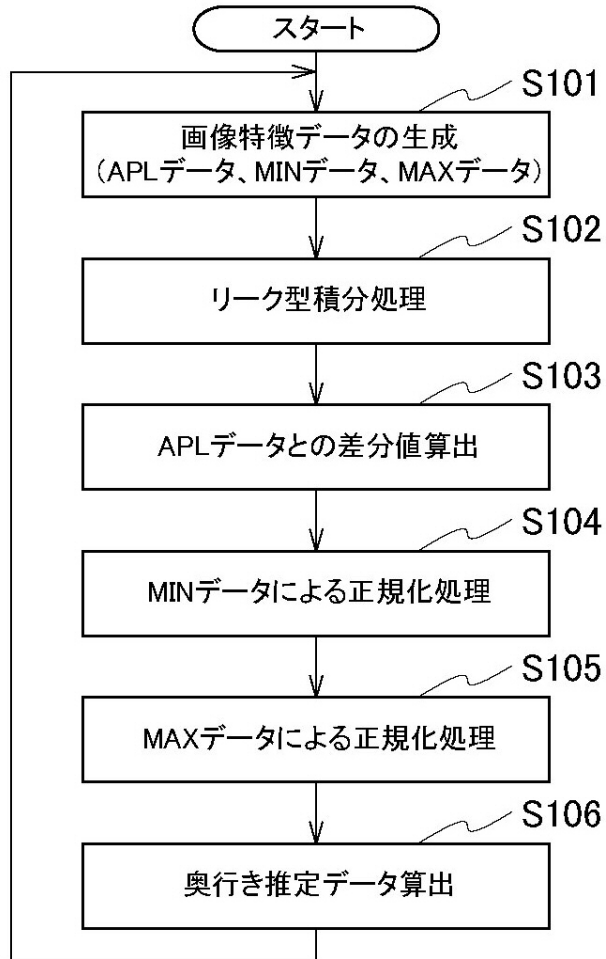 スタート
S101
画像特徴データの生成
(APLデータ、MINデータ、MAXデータ)
S102
リーク型積分処理
S103
APLデータとの差分値算出
S104
MINデータによる正規化処理
S105
MAXデータによる正規化処理
S106
奥行き推定データ算出